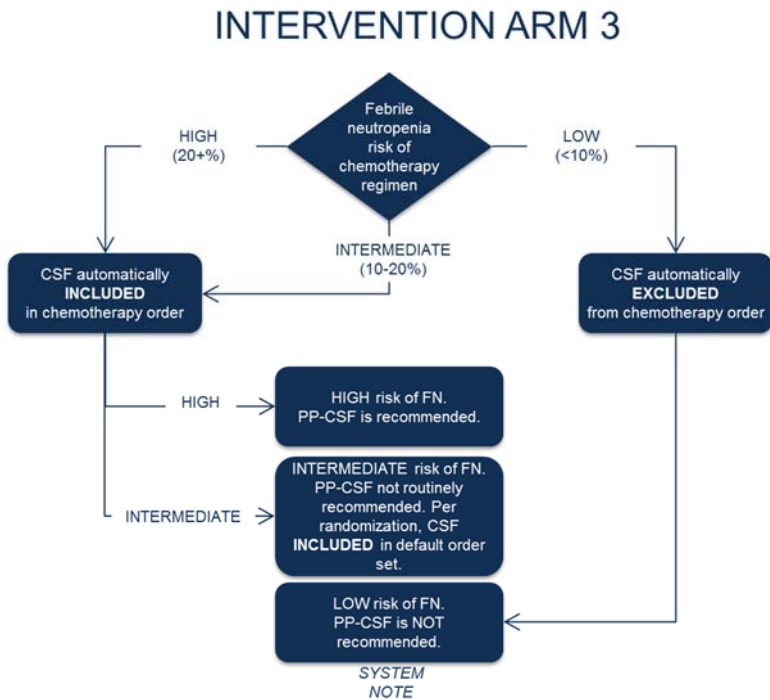 INTERVENTION ARM 3
Febrile
neutropenia
risk of
chemotherapy
regimen
HIGH
(20+%)
LOW
(<10%)
INTERMEDIATE
(10-20%)
CSF automatically
INCLUDED
in chemotherapy order
CSF automatically
EXCLUDED
from chemotherapy order
HIGH
HIGH risk of FN.
PP-CSF is recommended.
INTERMEDIATE
INTERMEDIATE risk of FN.
PP-CSF not routinely
recommended. Per
randomization, CSF
INCLUDED in default order
set.
LOW risk of FN.
PP-CSF is NOT
recommended.
SYSTEM
NOTE